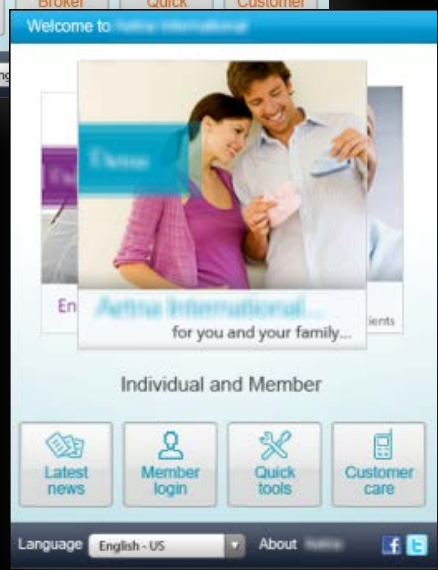 Broker Quick Customer
Welcome to
En
ients
for you and your family...
Individual and Member
Latest news
Member login
Quick tools
Customer care
Language English - US About